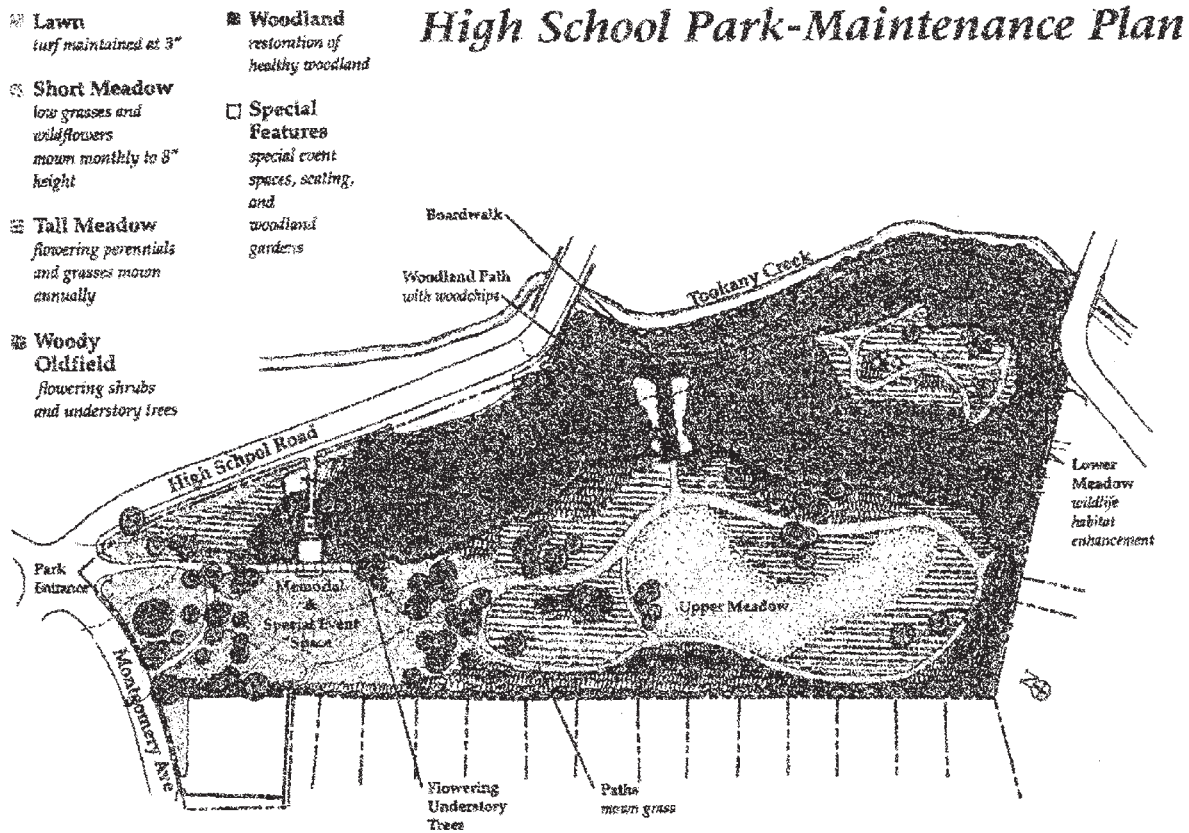 High School Park-Maintenance Plan
Lawn
turf maintained at 3"
Short Meadow
low grasses and
wildflowers
mown monthly to 8"
height
Tall Meadow
flowering perennials
and grasses mown
annually
Woody
Oldfield
flowering shrubs
and understory trees
Woodland
restoration of
healthy woodland
Special
Features
special event
spaces, seating,
and
woodland
gardens
Boardwalk
Woodland Path
with woodchips
Tookany Creek
High School Road
Lower
Meadow
wildlife
habitat
enhancement
Park
Entrance
Memorial
&
Special Event
Space
Upper Meadow
Montgomery Ave
N
Flowering
Understory
Trees
Paths
mown grass